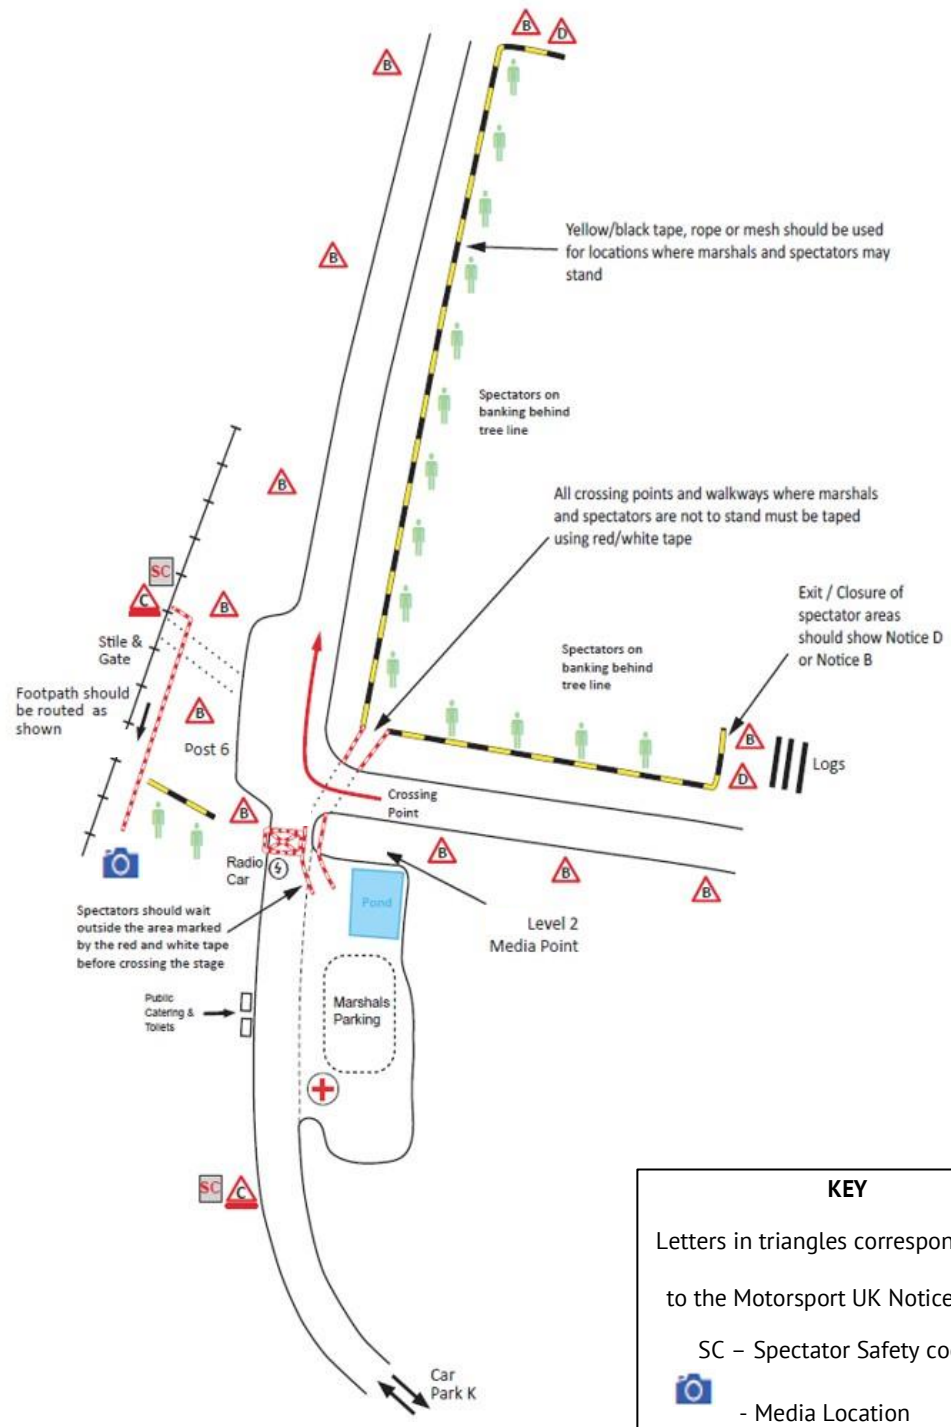 B
D
B
Yellow/black tape, rope or mesh should be used
for locations where marshals and spectators may
stand
B
Spectators on
banking behind
tree line
B
All crossing points and walkways where marshals
and spectators are not to stand must be taped
using red/white tape
SC
C
B
Exit / Closure of
spectator areas
should show Notice D
or Notice B
Stile &
Gate
Spectators on
banking behind
tree line
Footpath should
be routed as
shown
B
Post 6
B
D
Logs
Crossing
Point
B
Radio
Car
B
B
B
Pond
Spectators should wait
outside the area marked
by the red and white tape
before crossing the stage
Level 2
Media Point
Public
Catering &
Toilets
Marshals
Parking
SC
C
KEY
Letters in triangles correspon
to the Motorsport UK Notice
SC – Spectator Safety co
- Media Location
Car
Park K